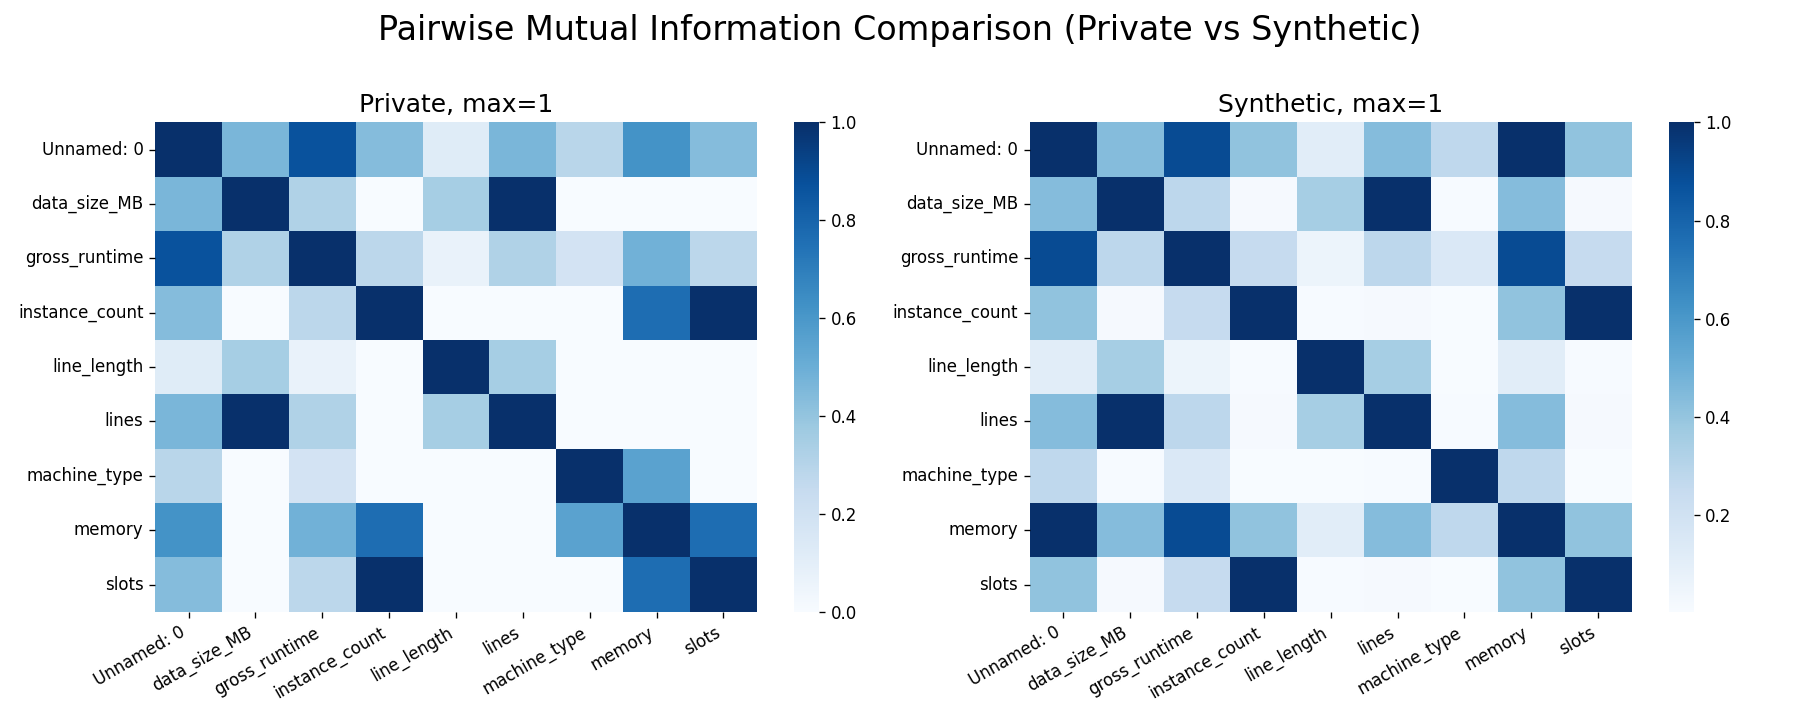 Pairwise Mutual Information Comparison (Private vs Synthetic)
Private, max=1
Unnamed: 0
data_size_MB
gross_runtime
instance_count
line_length
lines
machine_type
memory
slots
Unnamed: 0
data_size_MB
gross_runtime
instance_count
line_length
lines
machine_type
memory
slots
1.0
0.8
0.6
0.4
0.2
0.0
Synthetic, max=1
Unnamed: 0
data_size_MB
gross_runtime
instance_count
line_length
lines
machine_type
memory
slots
Unnamed: 0
data_size_MB
gross_runtime
instance_count
line_length
lines
machine_type
memory
slots
1.0
0.8
0.6
0.4
0.2